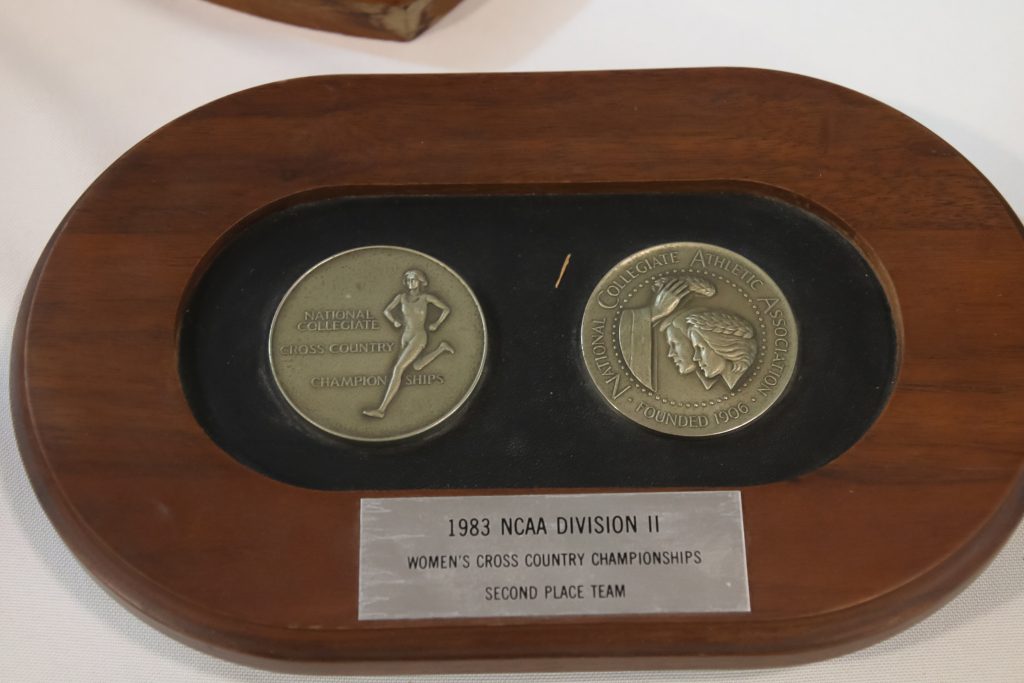 NATIONAL
COLLEGIATE
CROSS COUNTRY
CHAMPIONSHIPS
NATIONAL COLLEGIATE ATHLETIC ASSOCIATION
· FOUNDED 1906 ·
1983 NCAA DIVISION II
WOMEN'S CROSS COUNTRY CHAMPIONSHIPS
SECOND PLACE TEAM